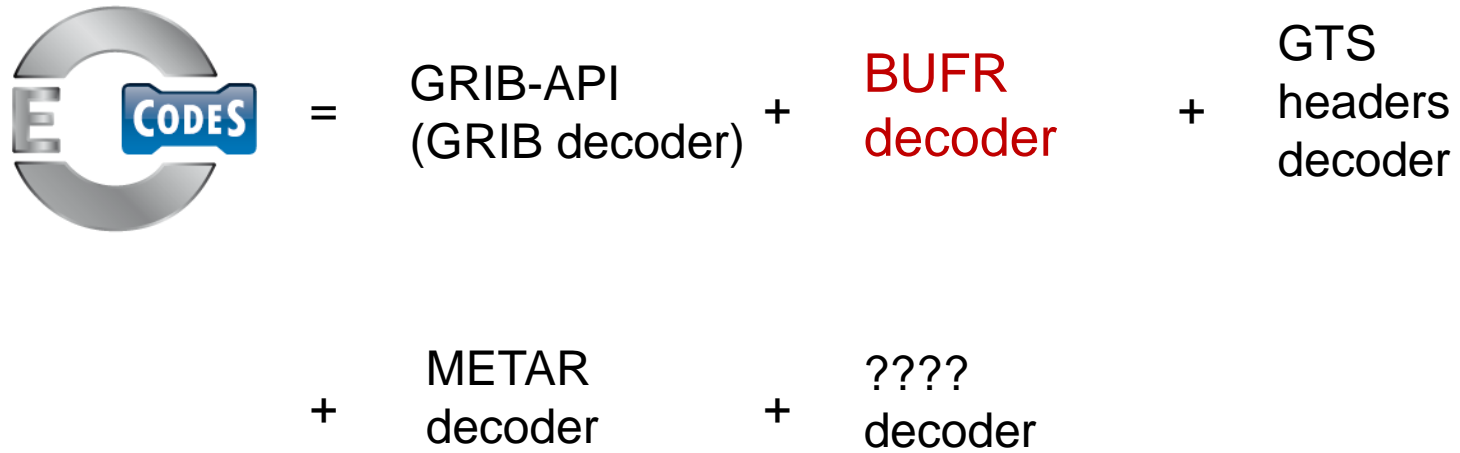 E CODES
=
GRIB-API
(GRIB decoder)
+
BUFR
decoder
+
GTS
headers
decoder
+
METAR
decoder
+
????
decoder